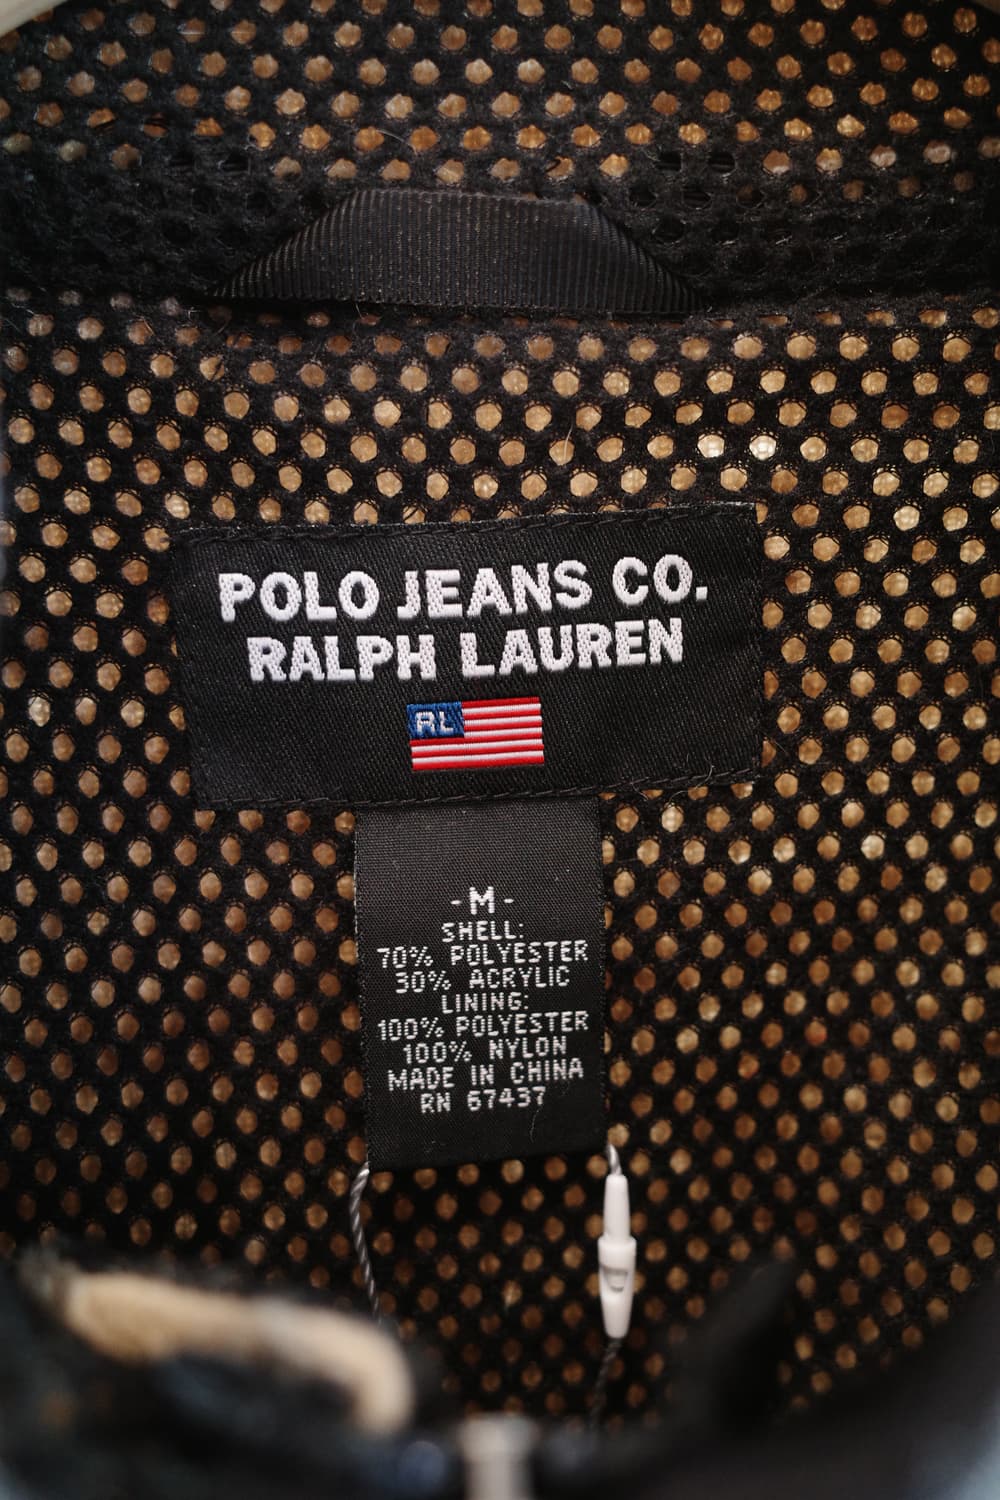 POLO JEANS CO.
RALPH LAUREN
RL
-M-
SHELL:
70% POLYESTER
30% ACRYLIC
LINING:
100% POLYESTER
100% NYLON
MADE IN CHINA
RN 67437